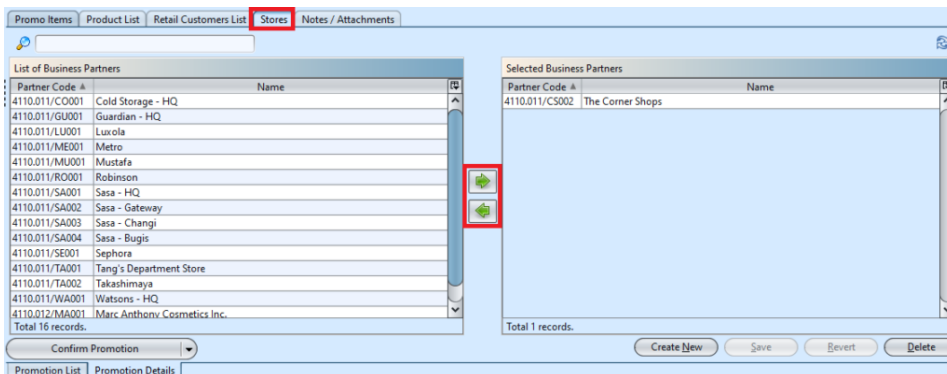 Promo Items Product List Retail Customers List Stores Notes / Attachments
List of Business Partners
Partner Code Name
4110.011/CO001 Cold Storage - HQ
4110.011/GU001 Guardian - HQ
4110.011/LU001 Luxola
4110.011/ME001 Metro
4110.011/MU001 Mustafa
4110.011/RO001 Robinson
4110.011/SA001 Sasa - HQ
4110.011/SA002 Sasa - Gateway
4110.011/SA003 Sasa - Changi
4110.011/SA004 Sasa - Bugis
4110.011/SE001 Sephora
4110.011/TA001 Tang's Department Store
4110.011/TA002 Takashimaya
4110.011/WA001 Watsons - HQ
4110.012/MA001 Marc Anthony Cosmetics Inc.
Total 16 records.
Selected Business Partners
Partner Code Name
4110.011/CS002 The Corner Shops
Total 1 records.
Confirm Promotion
Create New Save Revert Delete
Promotion List Promotion Details